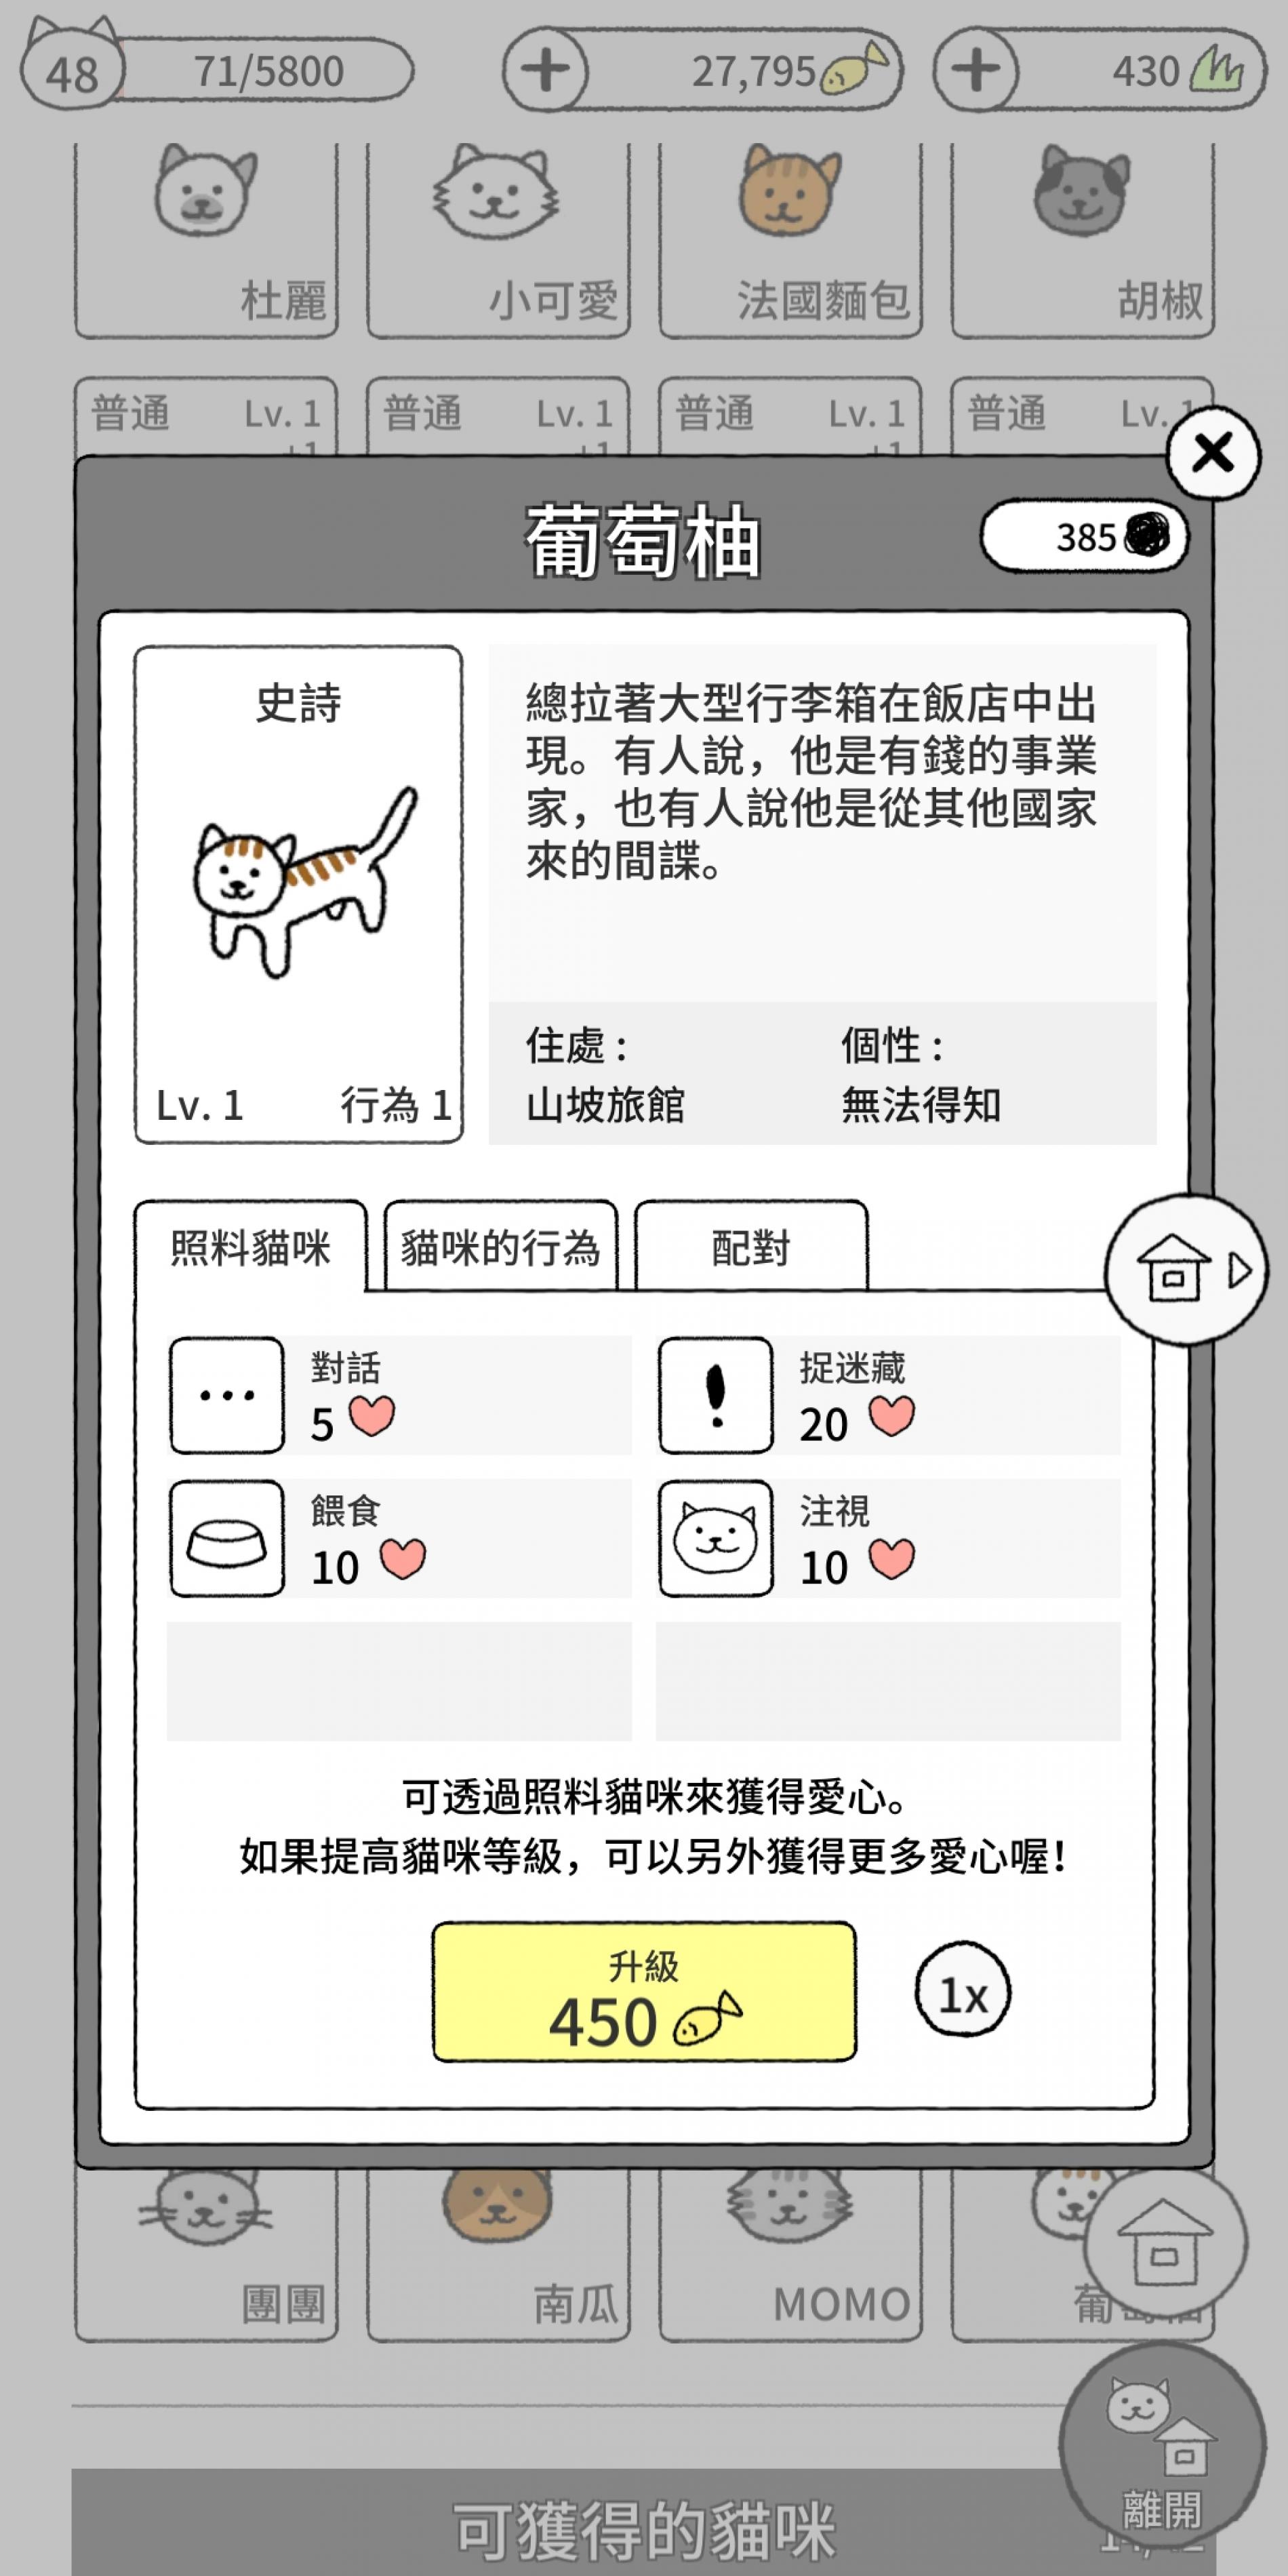 48
71/5800
27,795
430
杜麗
小可愛
法國麵包
胡椒
普通 Lv. 1
普通 Lv. 1
普通 Lv. 1
普通 Lv. 1
葡萄柚
385
史詩
Lv. 1 行為 1
總拉著大型行李箱在飯店中出
現。有人說，他是有錢的事業
家，也有人說他是從其他國家
來的間諜。
住處 :
山坡旅館
個性 :
無法得知
照料貓咪
貓咪的行為
配對
對話
5
捉迷藏
20
餵食
10
注視
10
可透過照料貓咪來獲得愛心。
如果提高貓咪等級，可以另外獲得更多愛心喔！
升級
450
1x
團團
南瓜
MOMO
葡萄柚
離開
可獲得的貓咪